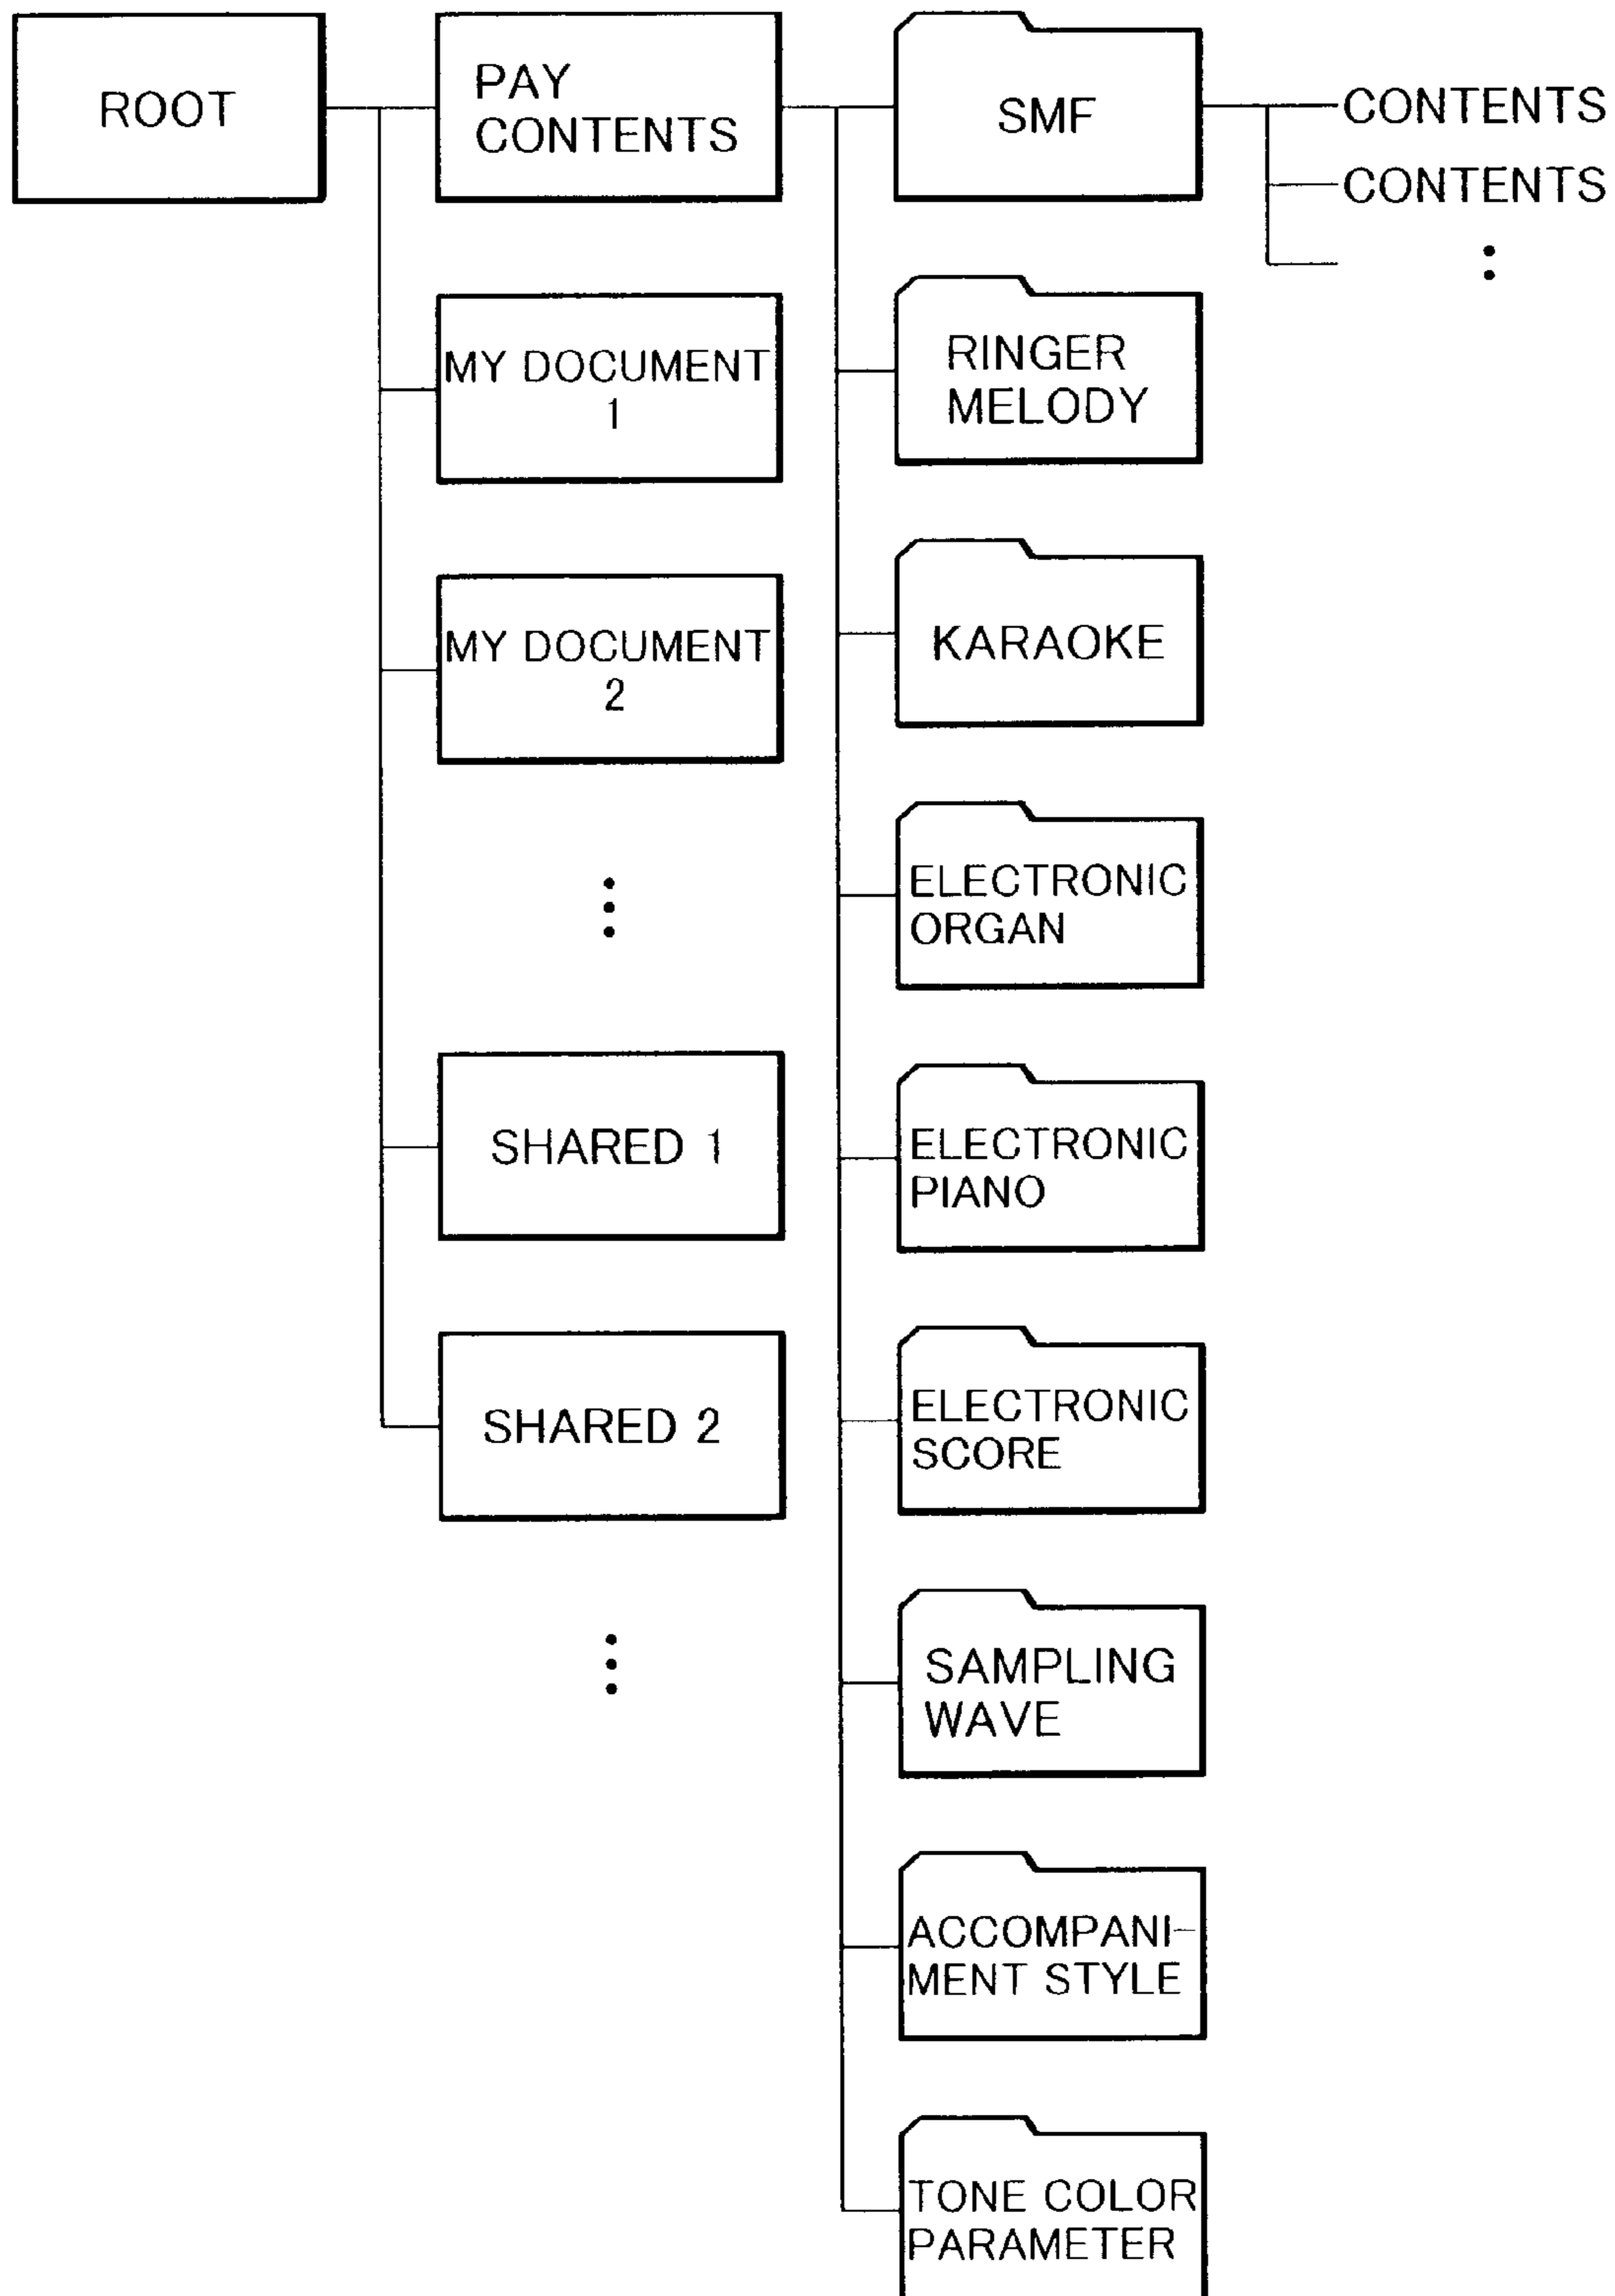 ROOT
PAY
CONTENTS
SMF
CONTENTS
CONTENTS
MY DOCUMENT
1
MY DOCUMENT
2
SHARED 1
SHARED 2
RINGER
MELODY
KARAOKE
ELECTRONIC
ORGAN
ELECTRONIC
PIANO
ELECTRONIC
SCORE
SAMPLING
WAVE
ACCOMPANI-
MENT STYLE
TONE COLOR
PARAMETER